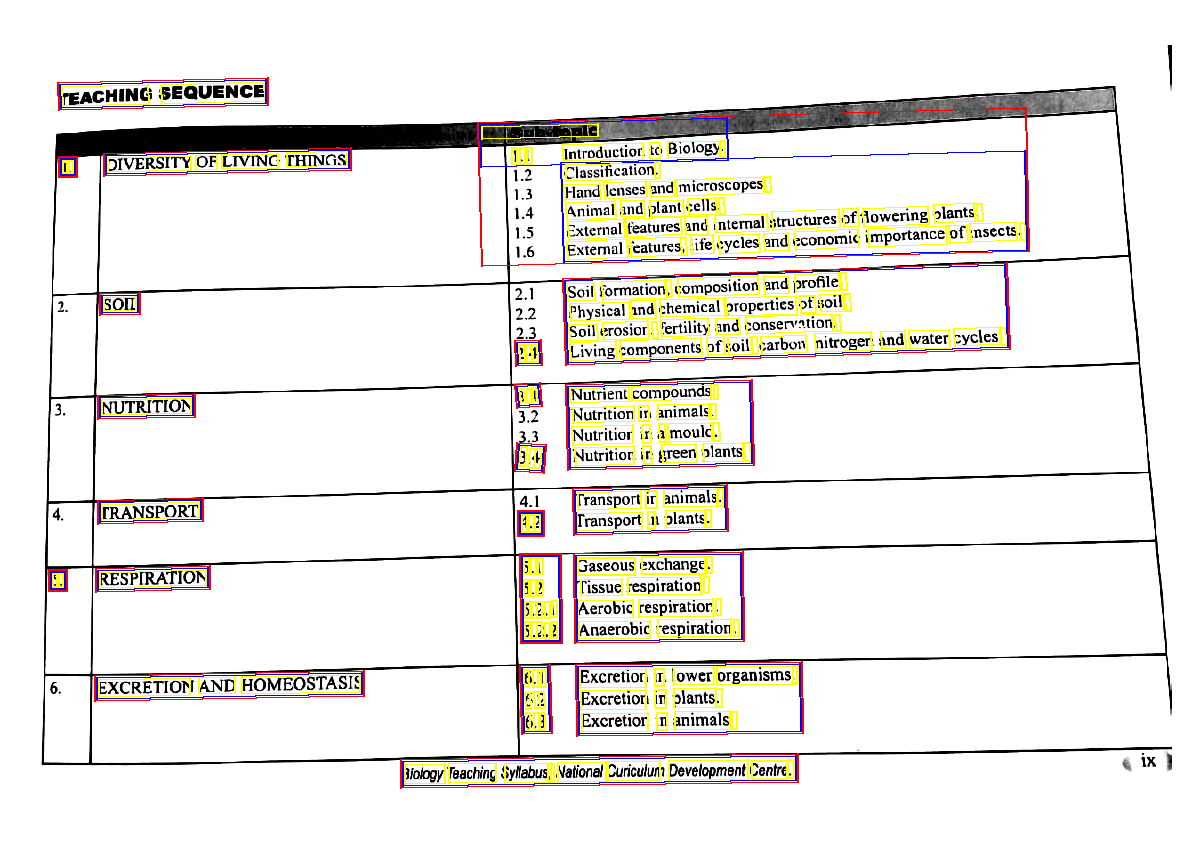 TEACHING SEQUENCE
1. DIVERSITY OF LIVING THINGS
1.1 Introduction to Biology.
1.2 Classification.
1.3 Hand lenses and microscopes.
1.4 Animal and plant cells.
1.5 External features and internal structures of flowering plants.
1.6 External features, life cycles and economic importance of insects.
2. SOIL
2.1 Soil formation, composition and profile.
2.2 Physical and chemical properties of soil.
2.3 Soil erosion, fertility and conservation.
2.4 Living components of soil, carbon, nitrogen and water cycles.
3. NUTRITION
3.1 Nutrient compounds.
3.2 Nutrition in animals.
3.3 Nutrition in a mould.
3.4 Nutrition in green plants.
4. TRANSPORT
4.1 Transport in animals.
4.2 Transport in plants.
5. RESPIRATION
5.1 Gaseous exchange.
5.2 Tissue respiration.
5.2.1 Aerobic respiration.
5.2.2 Anaerobic respiration.
6. EXCRETION AND HOMEOSTASIS
6.1 Excretion in lower organisms.
6.2 Excretion in plants.
6.3 Excretion in animals.
Biology Teaching Syllabus, National Curiculum Development Centre.
ix